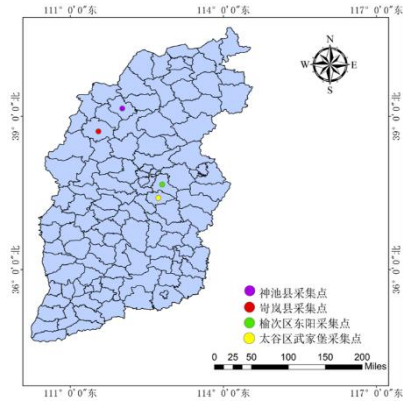 111° 0′0″东
114° 0′0″东
117° 0′0″东
N
W
E
S
39° 0′0″北
39° 0′0″北
36° 0′0″北
36° 0′0″北
神池县采集点
岢岚县采集点
榆次区东阳采集点
太谷区武家堡采集点
0 25 50 100 150 200
Miles
111° 0′0″东
114° 0′0″东
117° 0′0″东